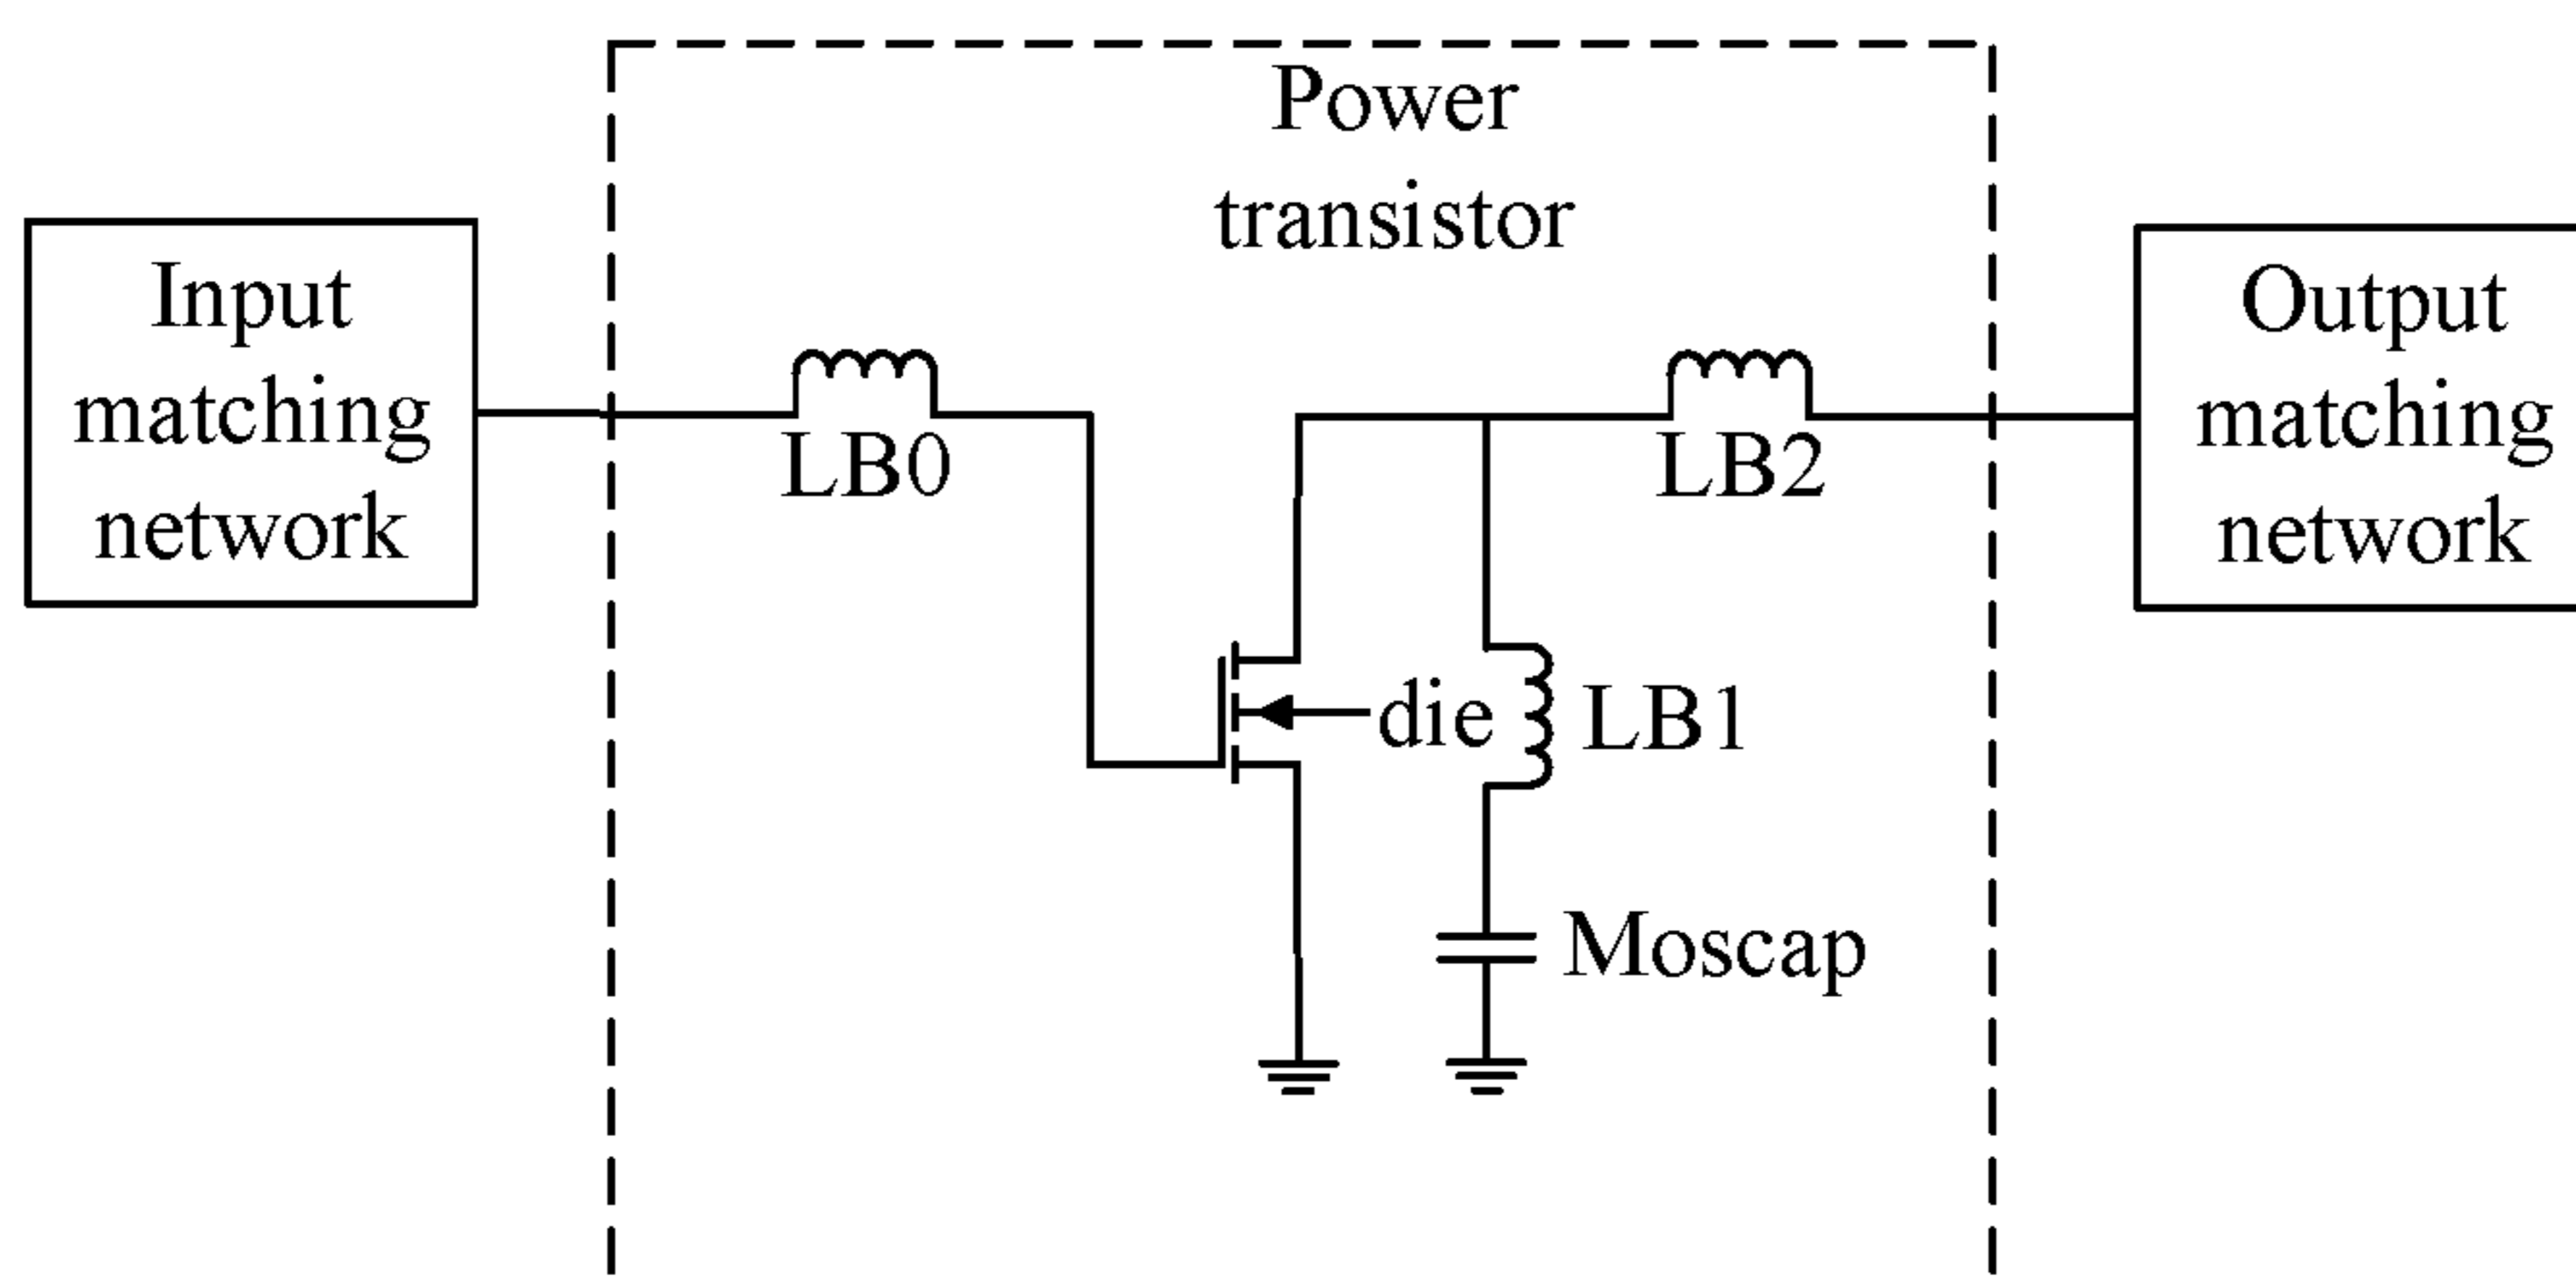 Power
transistor
Input
matching
network
LB0
LB2
Output
matching
network
die
LB1
Moscap